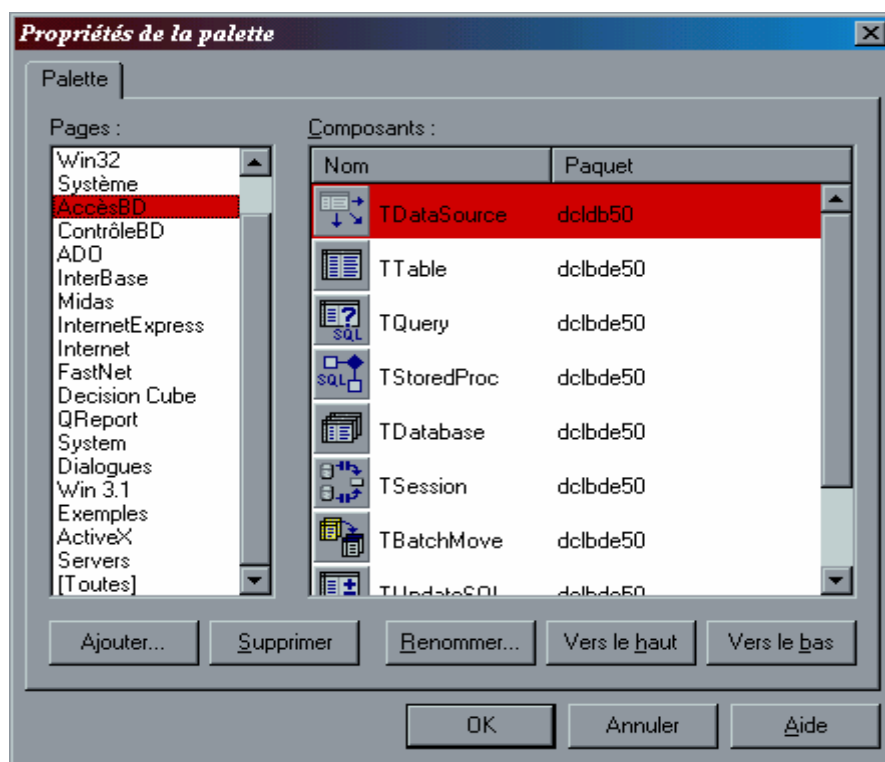 Propriétés de la palette
Palette
Pages :
Win32
Système
AccèsBD
ContrôleBD
ADO
InterBase
Midas
InternetExpress
Internet
FastNet
Decision Cube
QReport
System
Dialogues
Win 3.1
Exemples
ActiveX
Servers
[Toutes]
Composants :
Nom Paquet
TDataSource dcldb50
TTable dclbde50
TQuery dclbde50
TStoredProc dclbde50
TDatabase dclbde50
TSession dclbde50
TBatchMove dclbde50
TUpdateSQL dclbde50
Ajouter... Supprimer Renommer... Vers le haut Vers le bas
OK Annuler Aide